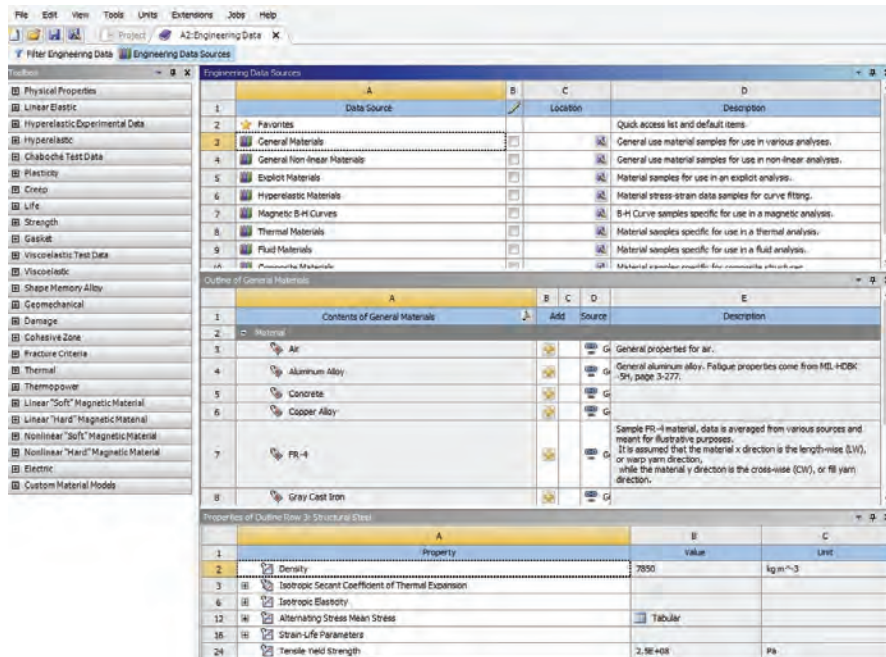 File Edit View Tools Units Extensions Jobs Help
Project A2:Engineering Data X
Filter Engineering Data Engineering Data Sources
Toolbox
Physical Properties
Linear Elastic
Hyperelastic Experimental Data
Hyperelastic
Chaboche Test Data
Plasticity
Creep
Life
Strength
Gasket
Viscoelastic Test Data
Viscoelastic
Shape Memory Alloy
Geomechanical
Damage
Cohesive Zone
Fracture Criteria
Thermal
Thermopower
Linear "Soft" Magnetic Material
Linear "Hard" Magnetic Material
Nonlinear "Soft" Magnetic Material
Nonlinear "Hard" Magnetic Material
Electric
Custom Material Models
Engineering Data Sources
A B C D
1 Data Source Location Description
2 Favorites Quick access list and default items
3 General Materials General use material samples for use in various analyses.
4 General Non-linear Materials General use material samples for use in non-linear analyses.
5 Explicit Materials Material samples for use in an explicit analysis.
6 Hyperelastic Materials Material stress-strain data samples for curve fitting.
7 Magnetic B-H Curves B-H Curve samples specific for use in a magnetic analysis.
8 Thermal Materials Material samples specific for use in a thermal analysis.
9 Fluid Materials Material samples specific for use in a fluid analysis.
10 Composite Materials Material samples specific for composite structures.
Outline of General Materials
A B C D E
1 Contents of General Materials Add Source Description
2 Material
3 Air G General properties for air.
4 Aluminum Alloy G General aluminum alloy. Fatigue properties come from MIL-HDBK
-5H, page 3-277.
5 Concrete G
6 Copper Alloy G
7 FR-4 G Sample FR-4 material, data is averaged from various sources and
meant for illustrative purposes.
It is assumed that the material x direction is the length-wise (LW),
or warp yarn direction,
while the material y direction is the cross-wise (CW), or fill yarn
direction.
8 Gray Cast Iron G
Properties of Outline Row 3: Structural Steel
A B C
1 Property Value Unit
2 Density 7850 kg m^-3
3 Isotropic Secant Coefficient of Thermal Expansion
6 Isotropic Elasticity
12 Alternating Stress Mean Stress Tabular
16 Strain-Life Parameters
24 Tensile Yield Strength 2.5E+08 Pa